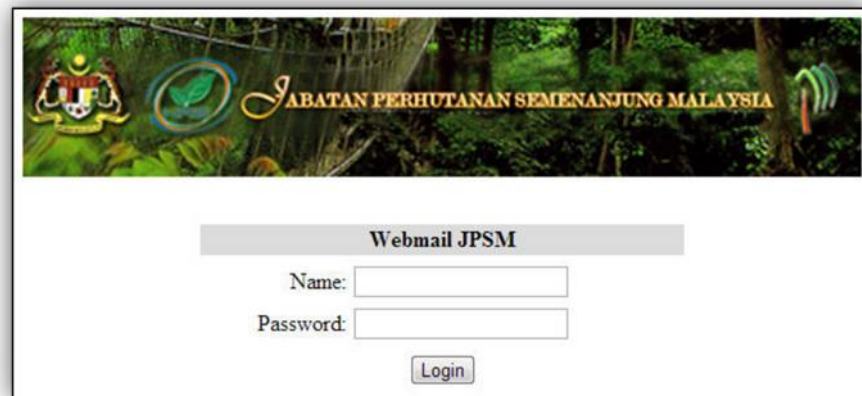 JABATAN PERHUTANAN SEMENANJUNG MALAYSIA
Webmail JPSM
Name:
Password:
Login